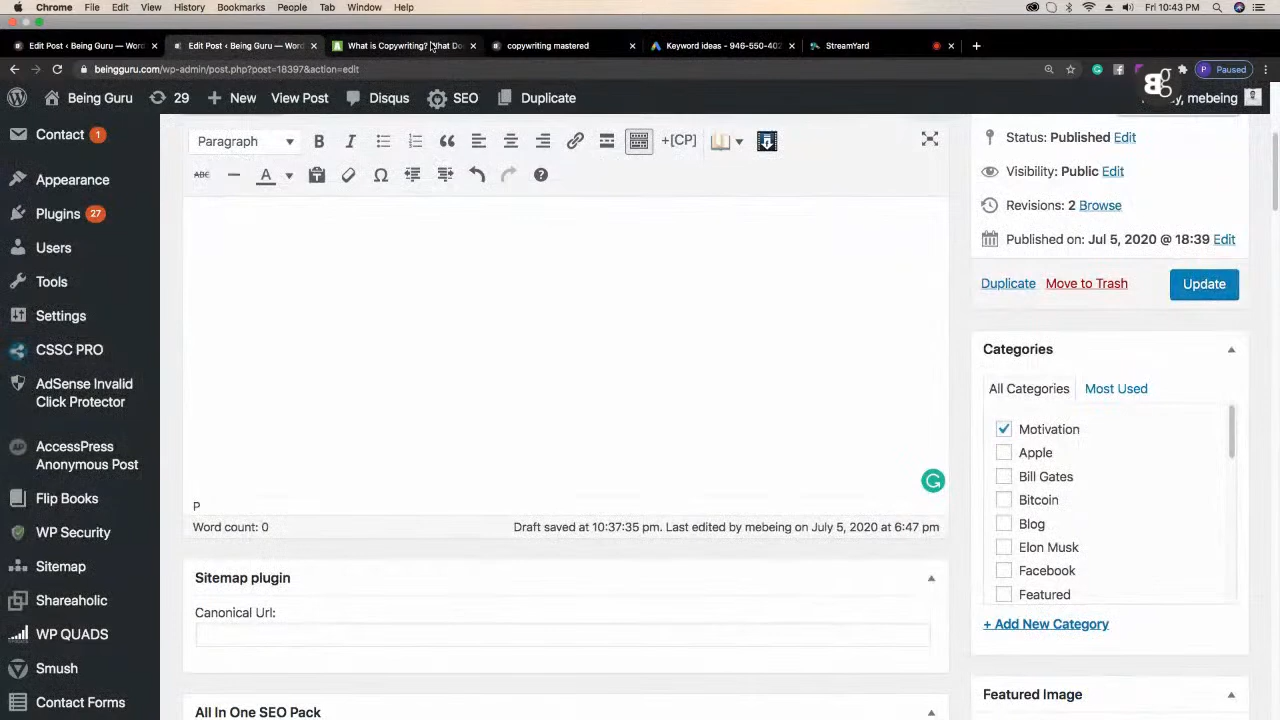 Chrome File Edit View History Bookmarks People Tab Window Help Fri 10:43 PM
Edit Post ‹ Being Guru — Word
Edit Post ‹ Being Guru — Word
What is Copywriting? What Do
copywriting mastered
Keyword ideas - 946-550-402
StreamYard
beingguru.com/wp-admin/post.php?post=18397&action=edit
Paused
Being Guru 29 New View Post Disqus SEO Duplicate
mebeing
Contact 1
Appearance
Plugins 27
Users
Tools
Settings
CSSC PRO
AdSense Invalid
Click Protector
AccessPress
Anonymous Post
Flip Books
WP Security
Sitemap
Shareaholic
WP QUADS
Smush
Contact Forms
Paragraph B I +[CP]
ABC A
P
Word count: 0
Draft saved at 10:37:35 pm. Last edited by mebeing on July 5, 2020 at 6:47 pm
Sitemap plugin
Canonical Url:
All In One SEO Pack
Status: Published Edit
Visibility: Public Edit
Revisions: 2 Browse
Published on: Jul 5, 2020 @ 18:39 Edit
Duplicate Move to Trash Update
Categories
All Categories Most Used
Motivation
Apple
Bill Gates
Bitcoin
Blog
Elon Musk
Facebook
Featured
+ Add New Category
Featured Image